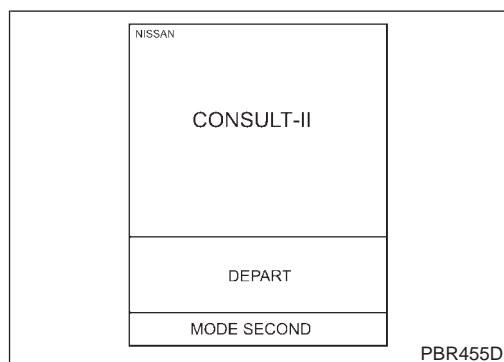 NISSAN
CONSULT-II
DEPART
MODE SECOND
PBR455D